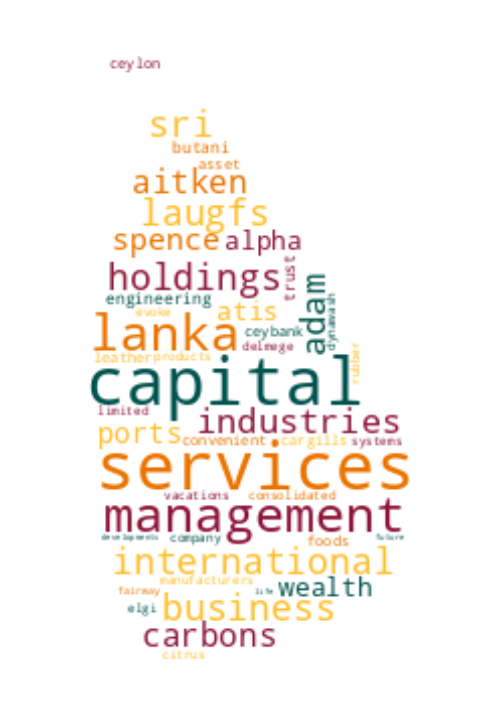 ceylon
sri
butani
asset
aitken
laugfs
spence alpha
trust
holdings
engineering
adam
evoke atis
dynawash
lanka ceybank
delmege
leather products
rubber
capital
limited
industries
ports convenient cargills systems
services
vacations consolidated
management
developments company foods future
international
manufacturers
fairway life wealth
elgi business
carbons
citrus